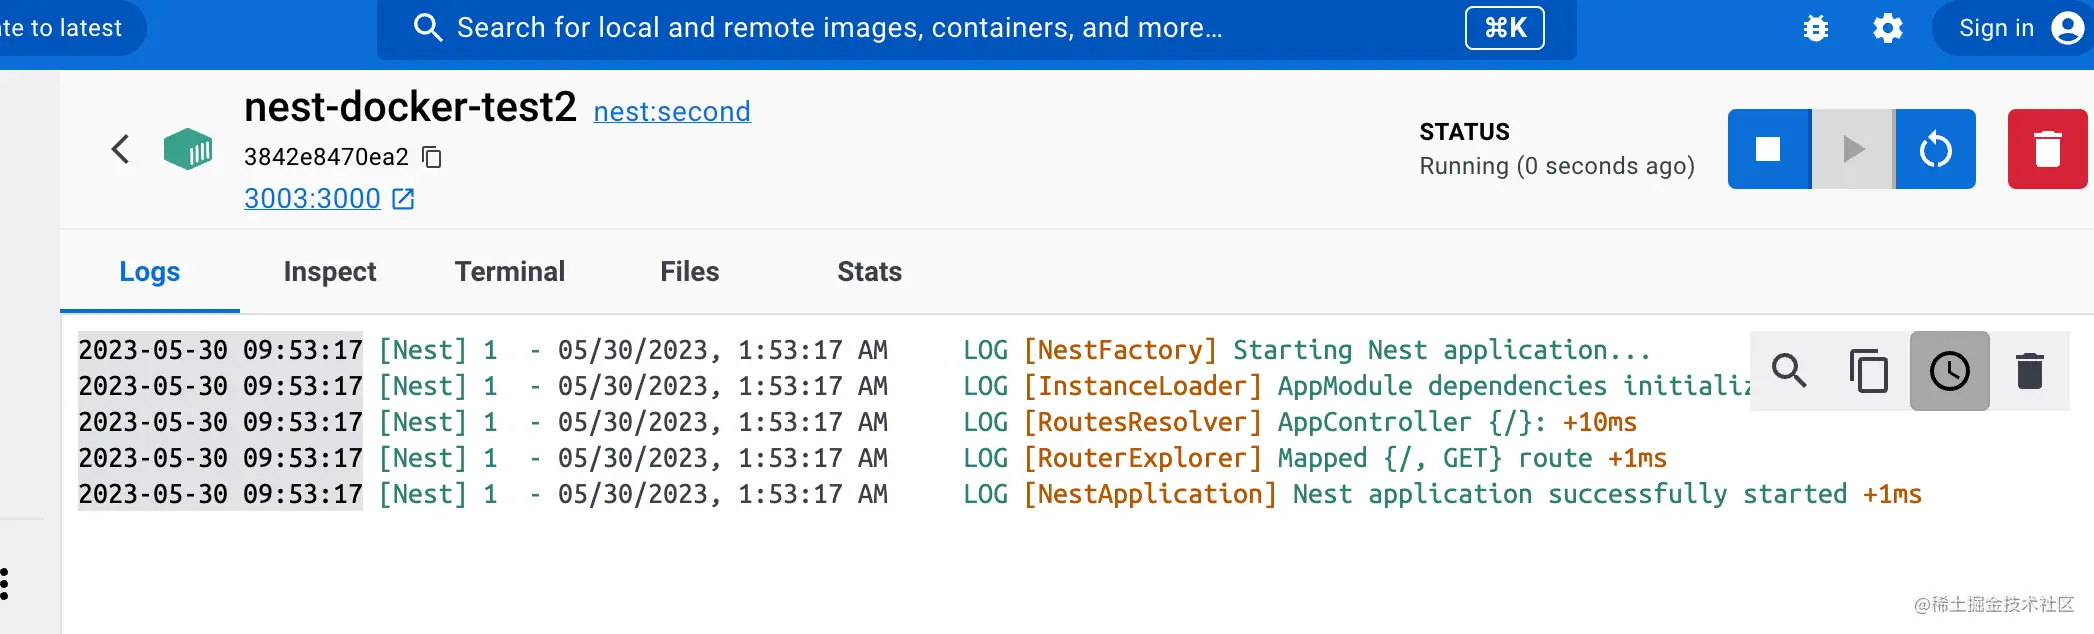 ate to latest
Search for local and remote images, containers, and more...
⌘K
Sign in
nest-docker-test2 nest:second
3842e8470ea2
3003:3000
STATUS
Running (0 seconds ago)
Logs Inspect Terminal Files Stats
2023-05-30 09:53:17 [Nest] 1  - 05/30/2023, 1:53:17 AM     LOG [NestFactory] Starting Nest application...
2023-05-30 09:53:17 [Nest] 1  - 05/30/2023, 1:53:17 AM     LOG [InstanceLoader] AppModule dependencies initializ
2023-05-30 09:53:17 [Nest] 1  - 05/30/2023, 1:53:17 AM     LOG [RoutesResolver] AppController {/}: +10ms
2023-05-30 09:53:17 [Nest] 1  - 05/30/2023, 1:53:17 AM     LOG [RouterExplorer] Mapped {/, GET} route +1ms
2023-05-30 09:53:17 [Nest] 1  - 05/30/2023, 1:53:17 AM     LOG [NestApplication] Nest application successfully started +1ms
@稀土掘金技术社区